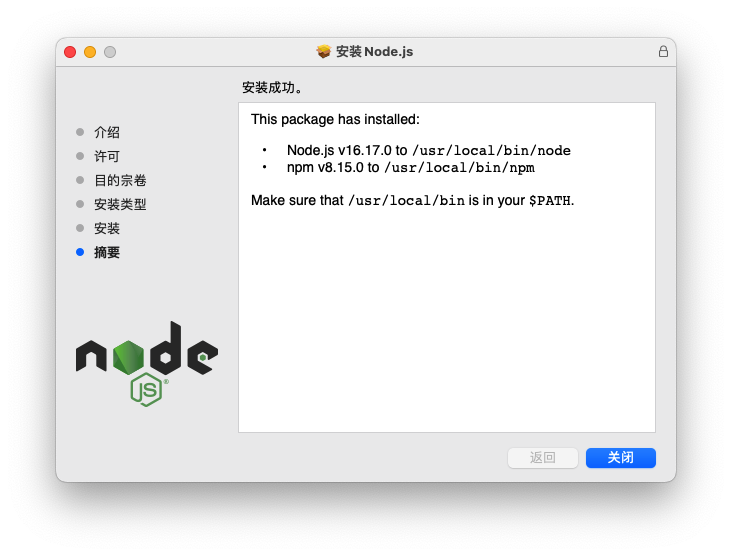 安装 Node.js
安装成功。
介绍
许可
目的宗卷
安装类型
安装
摘要
This package has installed:
• Node.js v16.17.0 to /usr/local/bin/node
• npm v8.15.0 to /usr/local/bin/npm
Make sure that /usr/local/bin is in your $PATH.
node
JS®
返回
关闭